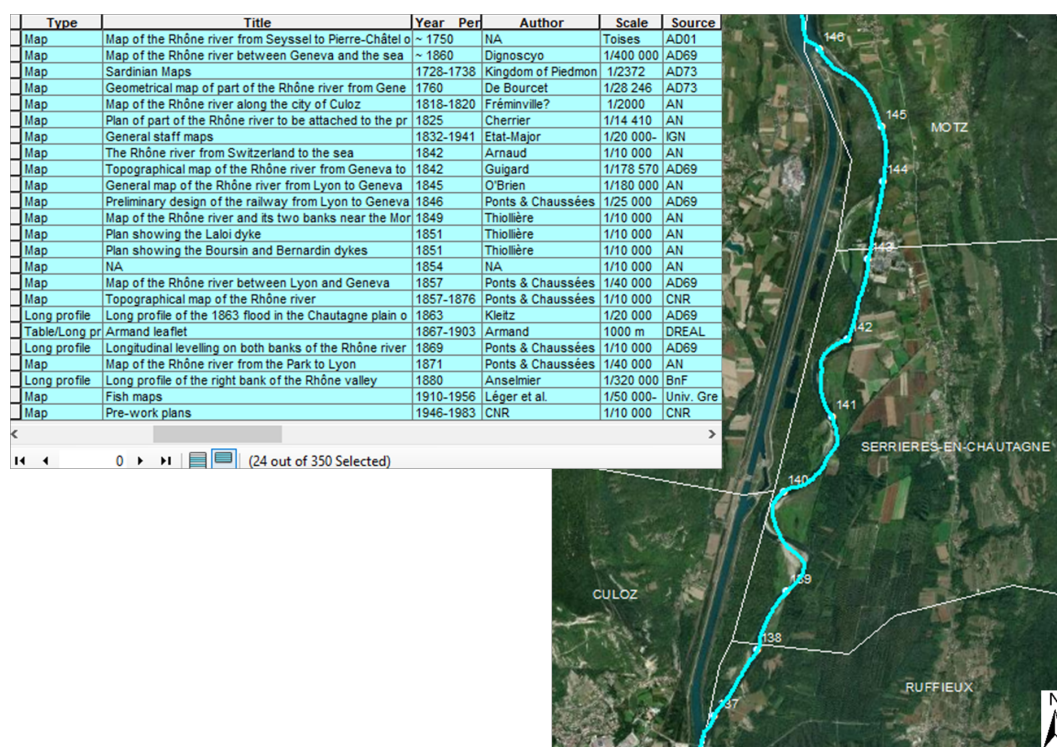 Type Title Year Per Author Scale Source
Map Map of the Rhône river from Seyssel to Pierre-Châtel o ~ 1750 NA Toises AD01
Map Map of the Rhône river between Geneva and the sea ~ 1860 Dignoscyo 1/400 000 AD69
Map Sardinian Maps 1728-1738 Kingdom of Piedmon 1/2372 AD73
Map Geometrical map of part of the Rhône river from Gene 1760 De Bourcet 1/28 246 AD73
Map Map of the Rhône river along the city of Culoz 1818-1820 Fréminville? 1/2000 AN
Map Plan of part of the Rhône river to be attached to the pr 1825 Cherrier 1/14 410 AN
Map General staff maps 1832-1941 Etat-Major 1/20 000- IGN
Map The Rhône river from Switzerland to the sea 1842 Arnaud 1/10 000 AN
Map Topographical map of the Rhône river from Geneva to 1842 Guigard 1/178 570 AD69
Map General map of the Rhône river from Lyon to Geneva 1845 O'Brien 1/180 000 AN
Map Preliminary design of the railway from Lyon to Geneva 1846 Ponts & Chaussées 1/25 000 AD69
Map Map of the Rhône river and its two banks near the Mor 1849 Thiollière 1/10 000 AN
Map Plan showing the Laloi dyke 1851 Thiollière 1/10 000 AN
Map Plan showing the Boursin and Bernardin dykes 1851 Thiollière 1/10 000 AN
Map NA 1854 NA 1/10 000 AN
Map Map of the Rhône river between Lyon and Geneva 1857 Ponts & Chaussées 1/40 000 AD69
Map Topographical map of the Rhône river 1857-1876 Ponts & Chaussées 1/10 000 CNR
Long profile Long profile of the 1863 flood in the Chautagne plain o 1863 Kleitz 1/20 000 AD69
Table/Long pr Armand leaflet 1867-1903 Armand 1000 m DREAL
Long profile Longitudinal levelling on both banks of the Rhône river 1869 Ponts & Chaussées 1/10 000 AD69
Map Map of the Rhône river from the Park to Lyon 1871 Ponts & Chaussées 1/40 000 AN
Long profile Long profile of the right bank of the Rhône valley 1880 Anselmier 1/320 000 BnF
Map Fish maps 1910-1956 Léger et al. 1/50 000- Univ. Gre
Map Pre-work plans 1946-1983 CNR 1/10 000 CNR
0 (24 out of 350 Selected)
146
145
MOTZ
144
143
142
141
SERRIERES-EN-CHAUTAGNE
140
139
CULOZ
138
RUFFIEUX
137
N